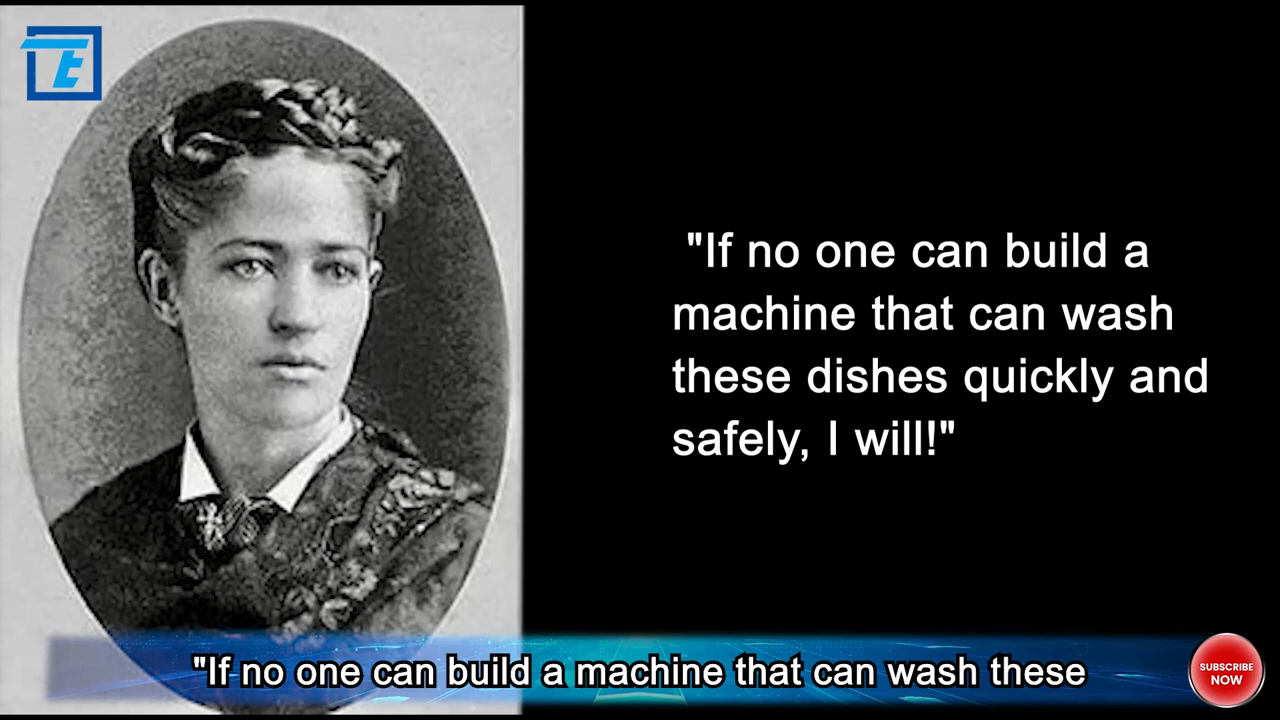 TE
"If no one can build a
machine that can wash
these dishes quickly and
safely, I will!"
"If no one can build a machine that can wash these
SUBSCRIBE
NOW